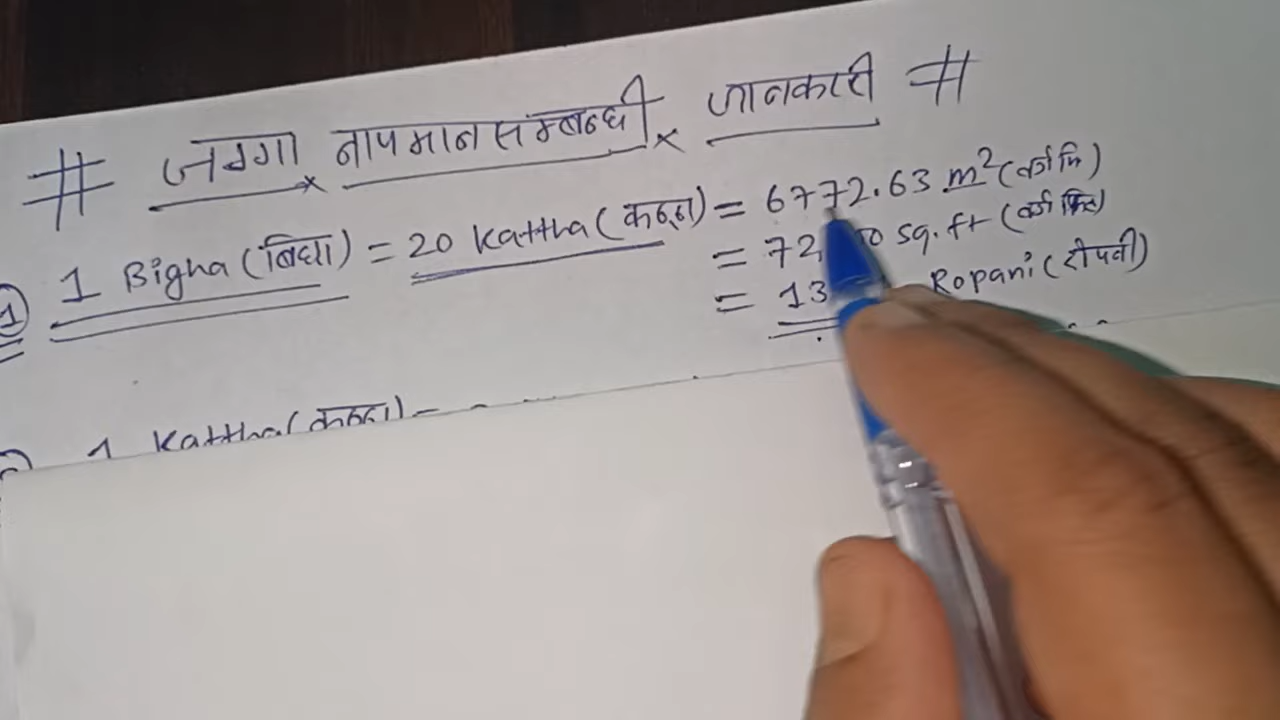 # जग्गा नापमान सम्बन्धी जानकारी #
1 1 Bigha (बिघा) = 20 Kattha (कठ्ठा) = 6772.63 m² (वर्ग मि)
= 72, sq.ft (वर्ग फिट)
= 13 Ropani (रोपनी)
1 Kattha (कठ्ठा)